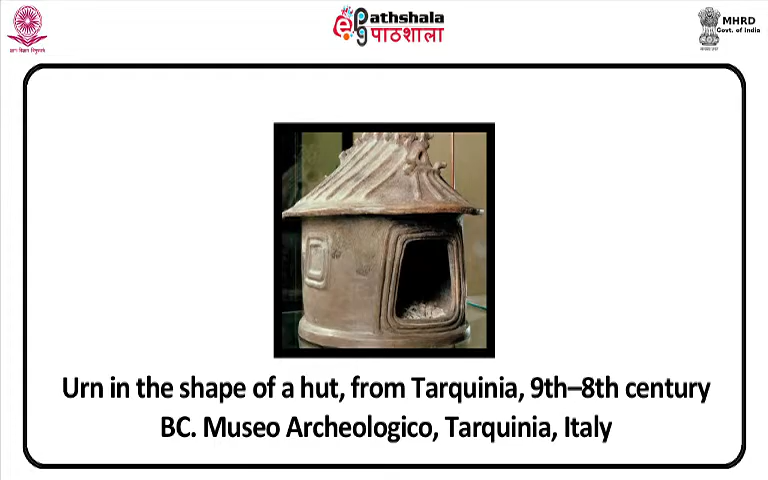 ePathshala
पाठशाला
MHRD
Govt. of India
Urn in the shape of a hut, from Tarquinia, 9th–8th century
BC. Museo Archeologico, Tarquinia, Italy